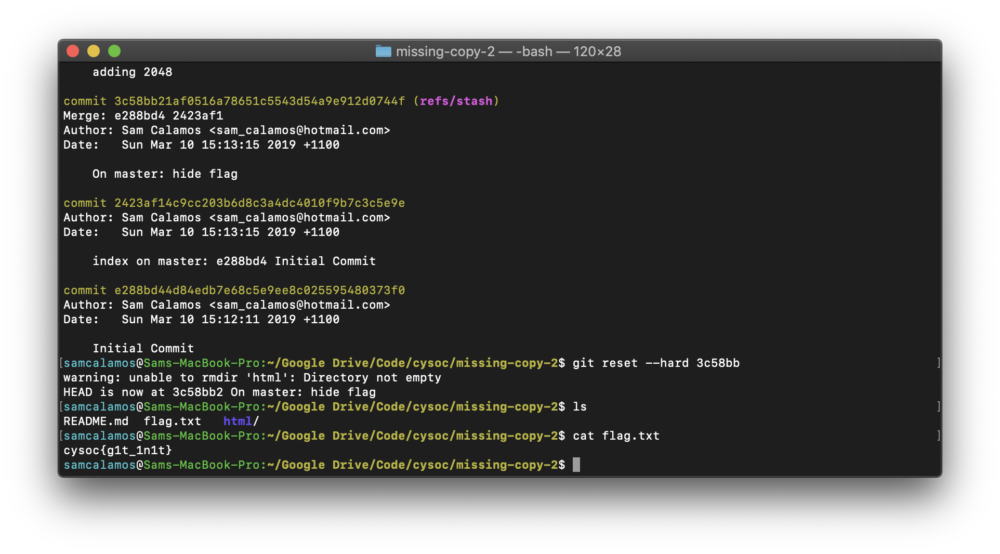 missing-copy-2 — -bash — 120×28
adding 2048
commit 3c58bb21af0516a78651c5543d54a9e912d0744f (refs/stash)
Merge: e288bd4 2423af1
Author: Sam Calamos <sam_calamos@hotmail.com>
Date:   Sun Mar 10 15:13:15 2019 +1100
On master: hide flag
commit 2423af14c9cc203b6d8c3a4dc4010f9b7c3c5e9e
Author: Sam Calamos <sam_calamos@hotmail.com>
Date:   Sun Mar 10 15:13:15 2019 +1100
index on master: e288bd4 Initial Commit
commit e288bd44d84edb7e68c5e9ee8c025595480373f0
Author: Sam Calamos <sam_calamos@hotmail.com>
Date:   Sun Mar 10 15:12:11 2019 +1100
Initial Commit
[samcalamos@Sams-MacBook-Pro:~/Google Drive/Code/cysoc/missing-copy-2$ git reset --hard 3c58bb ]
warning: unable to rmdir 'html': Directory not empty
HEAD is now at 3c58bb2 On master: hide flag
[samcalamos@Sams-MacBook-Pro:~/Google Drive/Code/cysoc/missing-copy-2$ ls ]
README.md  flag.txt   html/
[samcalamos@Sams-MacBook-Pro:~/Google Drive/Code/cysoc/missing-copy-2$ cat flag.txt ]
cysoc{g1t_1n1t}
samcalamos@Sams-MacBook-Pro:~/Google Drive/Code/cysoc/missing-copy-2$